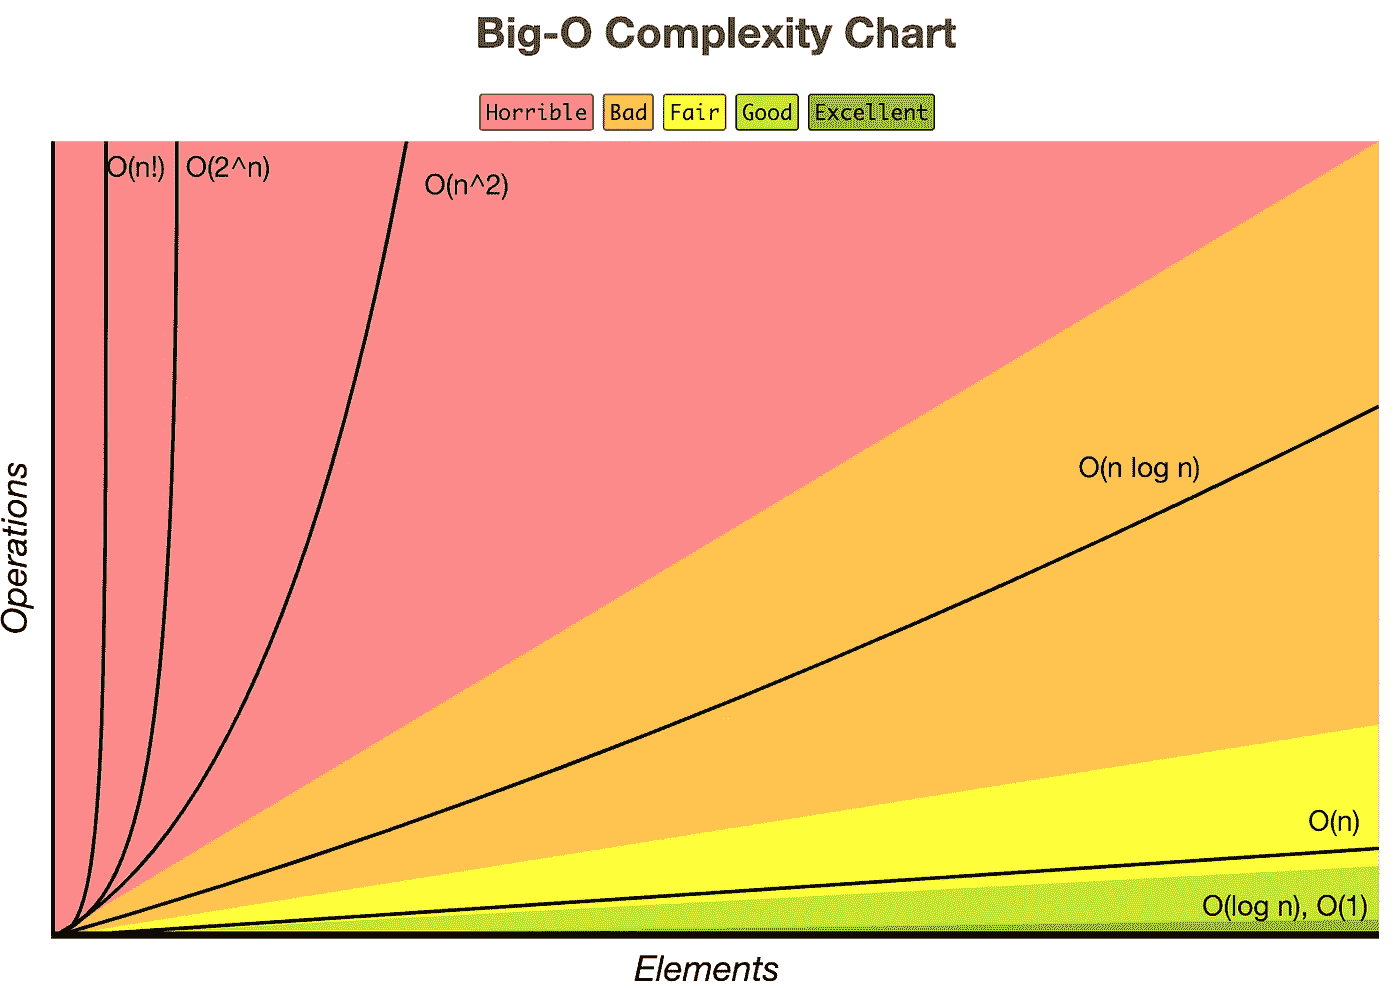 Big-O Complexity Chart
Horrible Bad Fair Good Excellent
O(n!) O(2^n)
O(n^2)
O(n log n)
O(n)
O(log n), O(1)
Operations
Elements